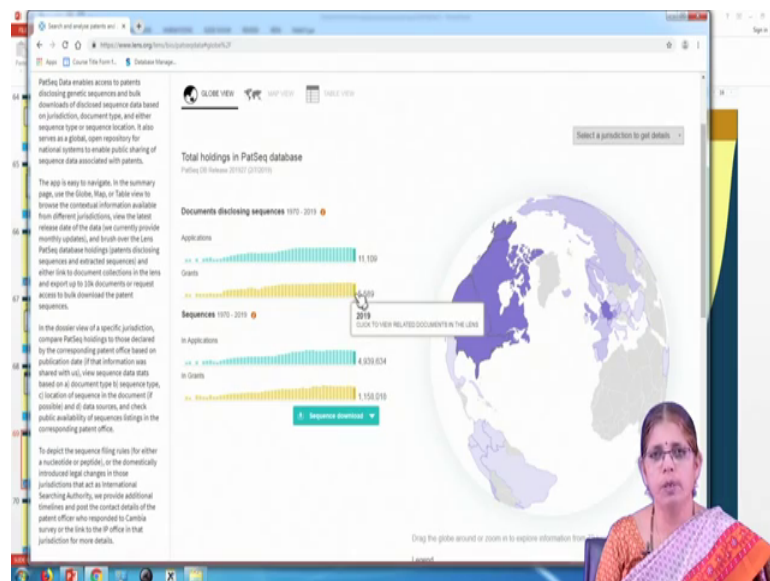 Sign in
Search and analyse patents and
https://www.lens.org/lens/bio/patseqdata#globe%2F
Apps
Course Title Form f...
Database Manage...
PatSeq Data enables access to patents
disclosing genetic sequences and bulk
downloads of disclosed sequence data based
on jurisdiction, document type, and either
sequence type or sequence location. It also
serves as a global, open repository for
national systems to enable public sharing of
sequence data associated with patents.
The app is easy to navigate. In the summary
page, use the Globe, Map, or Table view to
browse the contextual information available
from different jurisdictions, view the latest
release date of the data (we currently provide
monthly updates), and brush over the Lens
PatSeq database holdings (patents disclosing
sequences and extracted sequences) and
either link to document collections in the lens
and export up to 10k documents or request
access to bulk download the patent
sequences.
In the dossier view of a specific jurisdiction,
compare PatSeq holdings to those declared
by the corresponding patent office based on
publication date (if that information was
shared with us), view sequence data stats
based on a) document type b) sequence type,
c) location of sequence in the document (if
possible) and d) data sources, and check
public availability of sequences listings in the
corresponding patent office.
To depict the sequence filing rules (for either
a nucleotide or peptide), or the domestically
introduced legal changes in those
jurisdictions that act as International
Searching Authority, we provide additional
timelines and post the contact details of the
patent officer who responded to Cambia
survey or the link to the IP office in that
jurisdiction for more details.
GLOBE VIEW
MAP VIEW
TABLE VIEW
Select a jurisdiction to get details
Total holdings in PatSeq database
Documents disclosing sequences 1970 - 2019
Applications
11,109
Grants
Sequences 1970 - 2019
2019
CLICK TO VIEW RELATED DOCUMENTS IN THE LENS
In Applications
4,939,634
In Grants
1,150,018
Sequence download
Drag the globe around or zoom in to explore information from
Legend
64
65
66
67
68
69
70